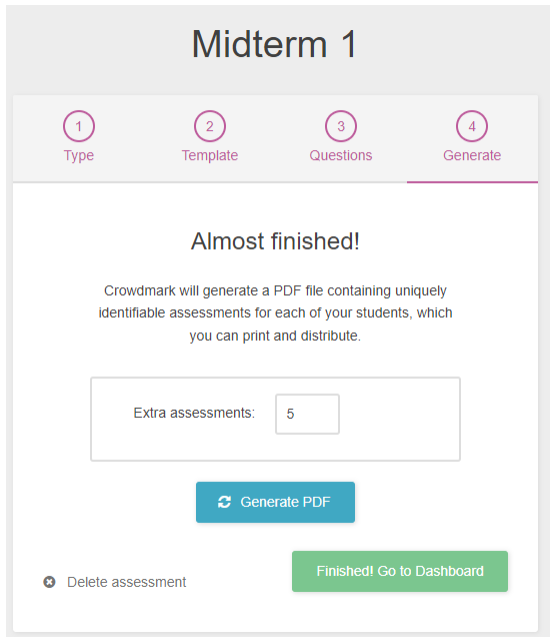 Midterm 1
1 2 3 4
Type Template Questions Generate
Almost finished!
Crowdmark will generate a PDF file containing uniquely
identifiable assessments for each of your students, which
you can print and distribute.
Extra assessments: 5
Generate PDF
Finished! Go to Dashboard
Delete assessment